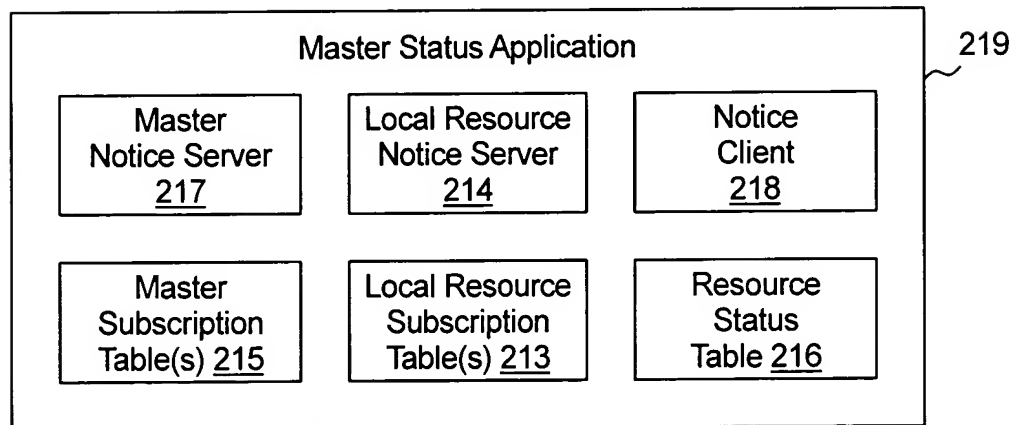 Master Status Application
219
Master
Notice Server
217
Local Resource
Notice Server
214
Notice
Client
218
Master
Subscription
Table(s) 215
Local Resource
Subscription
Table(s) 213
Resource
Status
Table 216